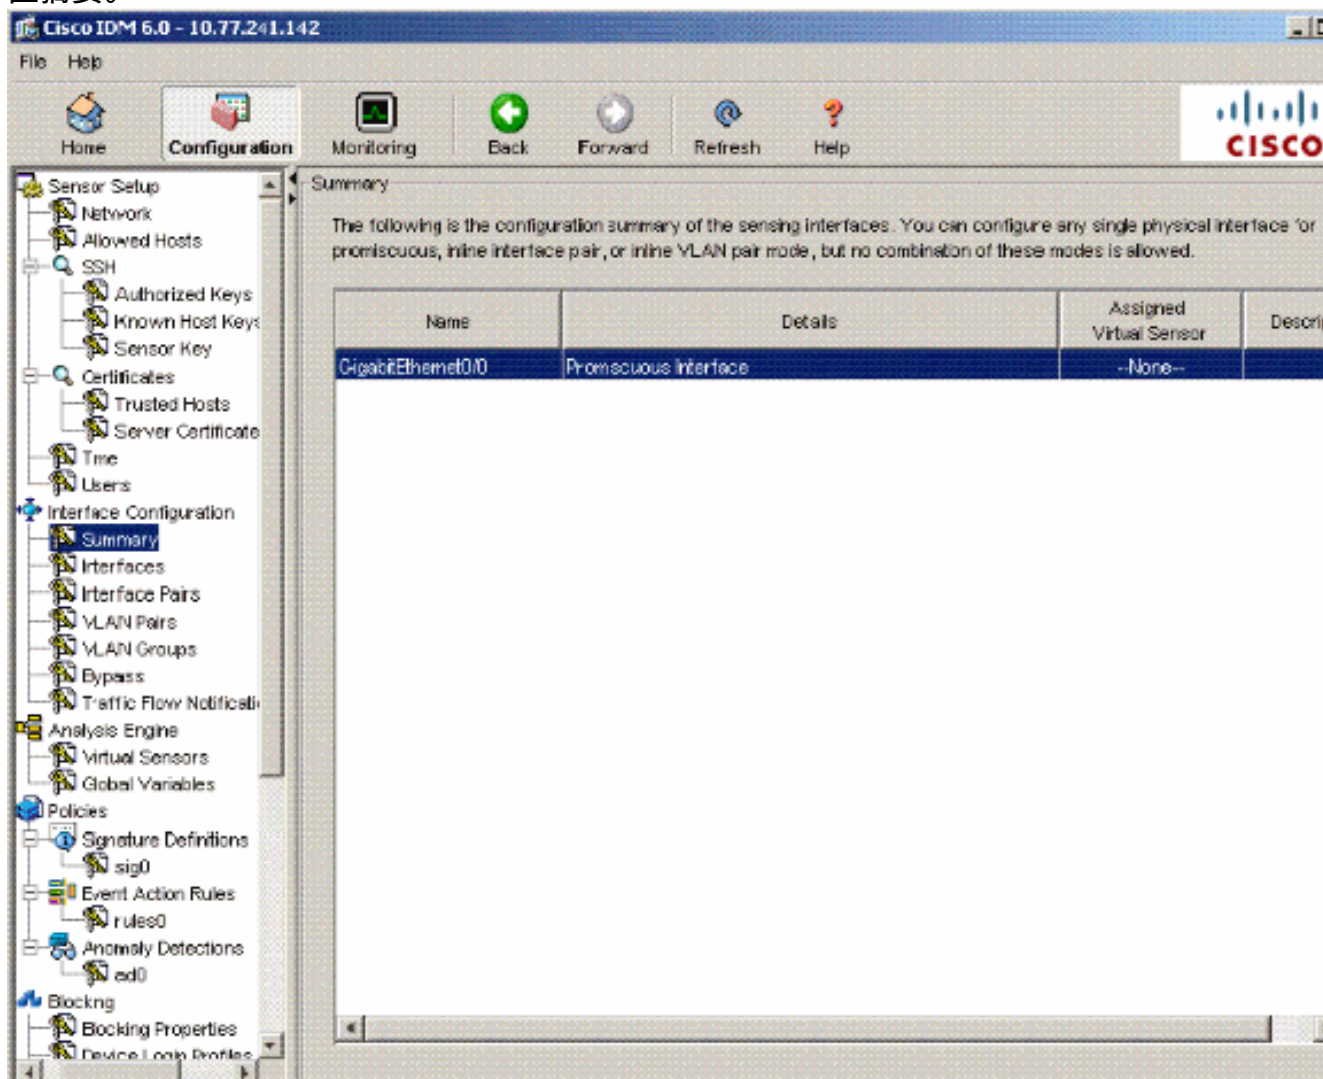 Cisco IDM 6.0 - 10.77.241.142
File Help
Home Configuration Monitoring Back Forward Refresh Help
CISCO
Sensor Setup
Network
Allowed Hosts
SSH
Authorized Keys
Known Host Keys
Sensor Key
Certificates
Trusted Hosts
Server Certificate
Time
Users
Interface Configuration
Summary
Interfaces
Interface Pairs
VLAN Pairs
VLAN Groups
Bypass
Traffic Flow Notificati
Analysis Engine
Virtual Sensors
Global Variables
Policies
Signature Definitions
sig0
Event Action Rules
rules0
Anomaly Detections
ad0
Blocking
Blocking Properties
Device Login Profiles
Summary
The following is the configuration summary of the sensing interfaces. You can configure any single physical interface for
promiscuous, inline interface pair, or inline VLAN pair mode, but no combination of these modes is allowed.
Name Details Assigned Virtual Sensor Descri
GigabitEthernet0/0 Promiscuous Interface --None--